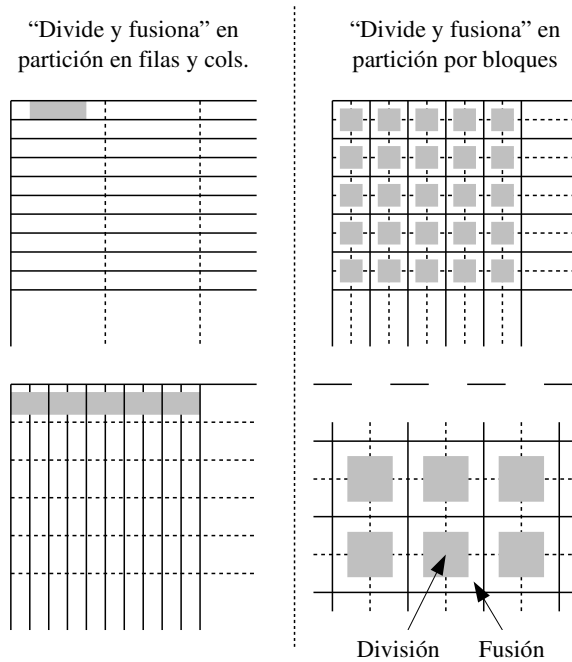 “Divide y fusiona” en
partición en filas y cols.
“Divide y fusiona” en
partición por bloques
División
Fusión